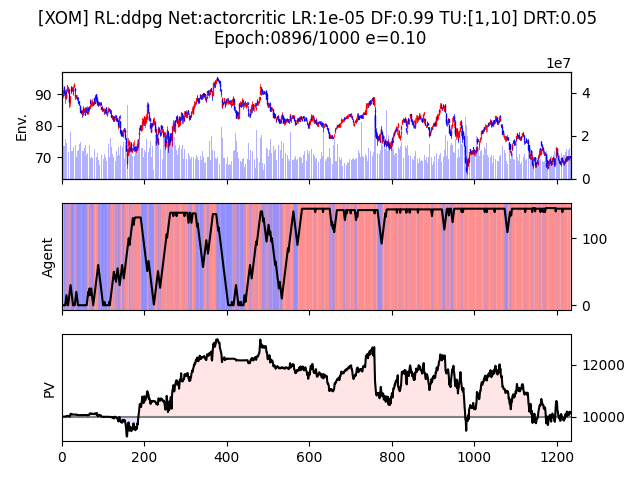 [XOM] RL:ddpg Net:actorcritic LR:1e-05 DF:0.99 TU:[1,10] DRT:0.05
Epoch:0896/1000 e=0.10
1e7
Env.
90
80
70
4
2
0
Agent
100
0
PV
12000
10000
0 200 400 600 800 1000 1200